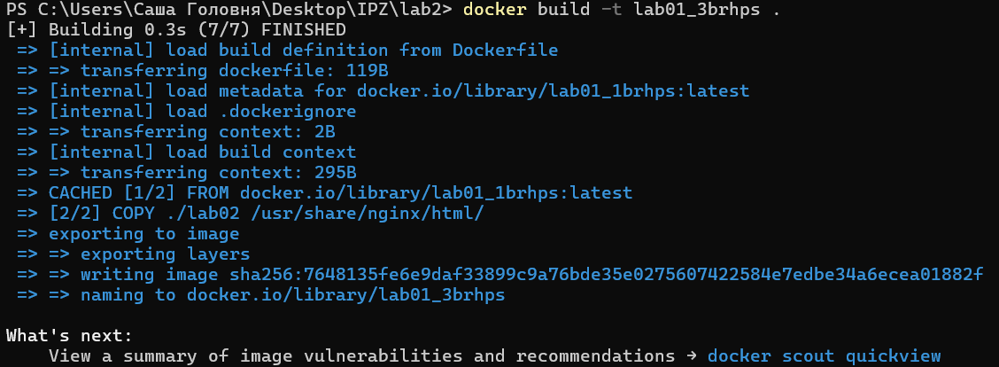 PS C:\Users\Саша Головня\Desktop\IPZ\lab2> docker build -t lab01_3brhps .
[+] Building 0.3s (7/7) FINISHED
=> [internal] load build definition from Dockerfile
=> => transferring dockerfile: 119B
=> [internal] load metadata for docker.io/library/lab01_1brhps:latest
=> [internal] load .dockerignore
=> => transferring context: 2B
=> [internal] load build context
=> => transferring context: 295B
=> CACHED [1/2] FROM docker.io/library/lab01_1brhps:latest
=> [2/2] COPY ./lab02 /usr/share/nginx/html/
=> exporting to image
=> => exporting layers
=> => writing image sha256:7648135fe6e9daf33899c9a76bde35e0275607422584e7edbe34a6ecea01882f
=> => naming to docker.io/library/lab01_3brhps
What's next:
View a summary of image vulnerabilities and recommendations → docker scout quickview